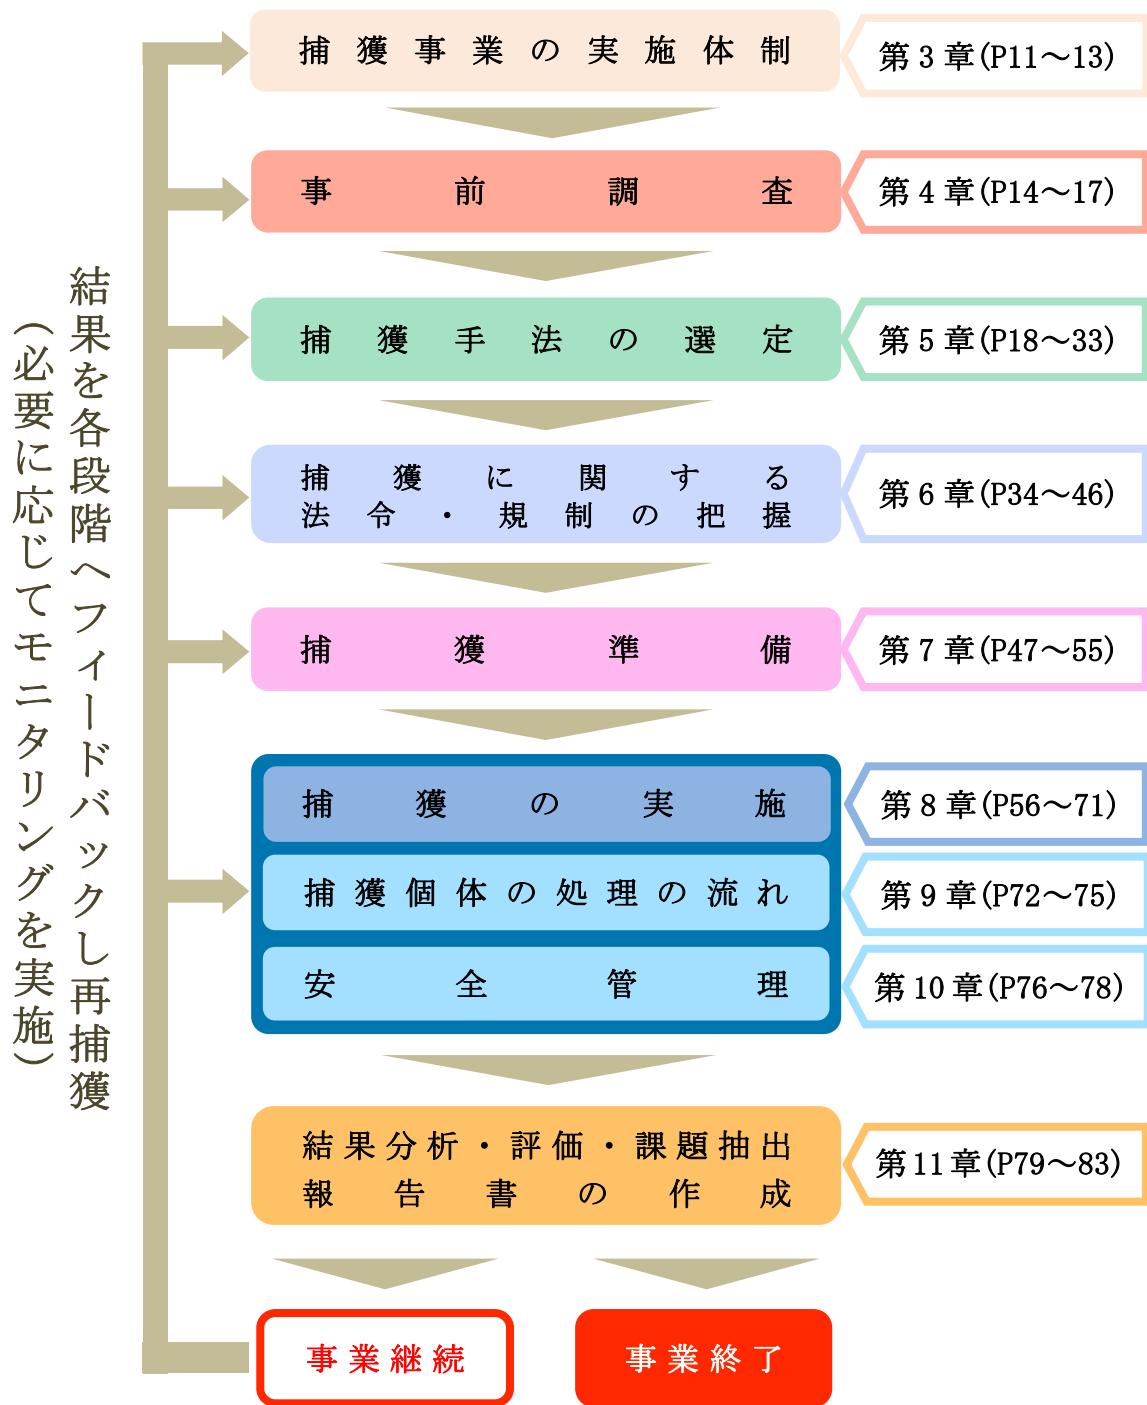 捕獲事業の実施体制
第3章(P11～13)
事前調査
第4章(P14～17)
捕獲手法の選定
第5章(P18～33)
捕獲に関する
法令・規制の把握
第6章(P34～46)
捕獲準備
第7章(P47～55)
捕獲の実施
第8章(P56～71)
捕獲個体の処理の流れ
第9章(P72～75)
安全管理
第10章(P76～78)
結果分析・評価・課題抽出
報告書の作成
第11章(P79～83)
事業継続
事業終了
結果を各段階へフィードバックし再捕獲
（必要に応じてモニタリングを実施）